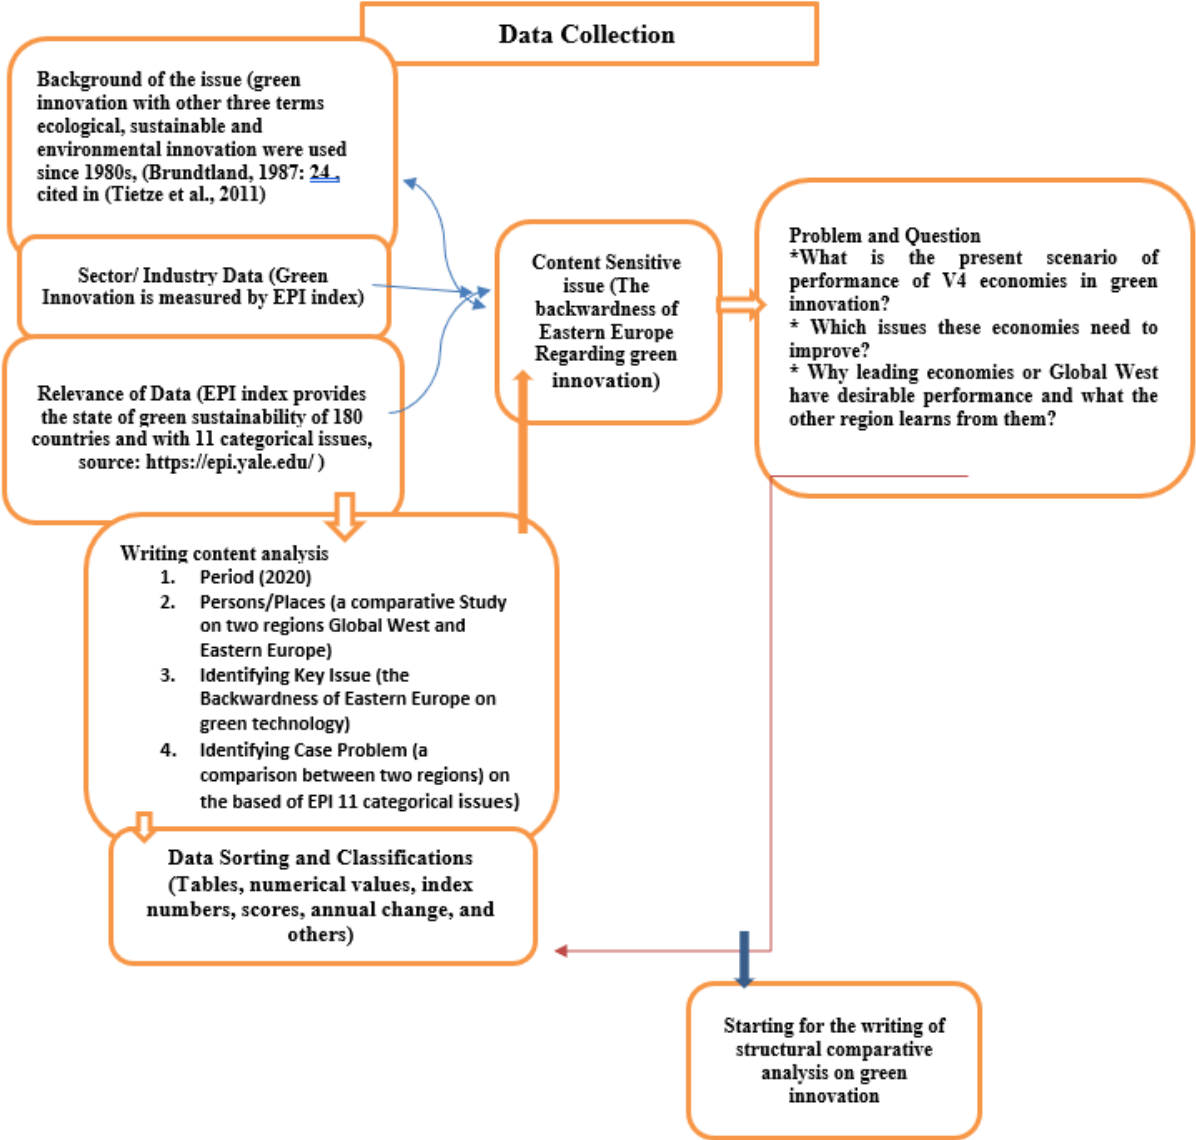 Data Collection
Background of the issue (green
innovation with other three terms
ecological, sustainable and
environmental innovation were used
since 1980s, (Brundtland, 1987: 24 .
cited in (Tietze et al., 2011)
Sector/ Industry Data (Green
Innovation is measured by EPI index)
Relevance of Data (EPI index provides
the state of green sustainability of 180
countries and with 11 categorical issues,
source: https://epi.yale.edu/ )
Content Sensitive
issue (The
backwardness of
Eastern Europe
Regarding green
innovation)
Problem and Question
*What is the present scenario of
performance of V4 economies in green
innovation?
* Which issues these economies need to
improve?
* Why leading economies or Global West
have desirable performance and what the
other region learns from them?
Writing content analysis
1. Period (2020)
2. Persons/Places (a comparative Study
on two regions Global West and
Eastern Europe)
3. Identifying Key Issue (the
Backwardness of Eastern Europe on
green technology)
4. Identifying Case Problem (a
comparison between two regions) on
the based of EPI 11 categorical issues)
Data Sorting and Classifications
(Tables, numerical values, index
numbers, scores, annual change, and
others)
Starting for the writing of
structural comparative
analysis on green
innovation